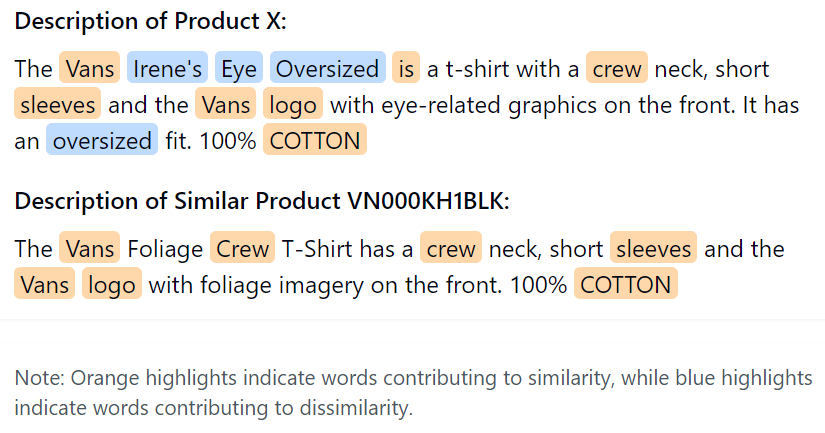 Description of Product X:
The Vans Irene's Eye Oversized is a t-shirt with a crew neck, short
sleeves and the Vans logo with eye-related graphics on the front. It has
an oversized fit. 100% COTTON
Description of Similar Product VN000KH1BLK:
The Vans Foliage Crew T-Shirt has a crew neck, short sleeves and the
Vans logo with foliage imagery on the front. 100% COTTON
Note: Orange highlights indicate words contributing to similarity, while blue highlights
indicate words contributing to dissimilarity.